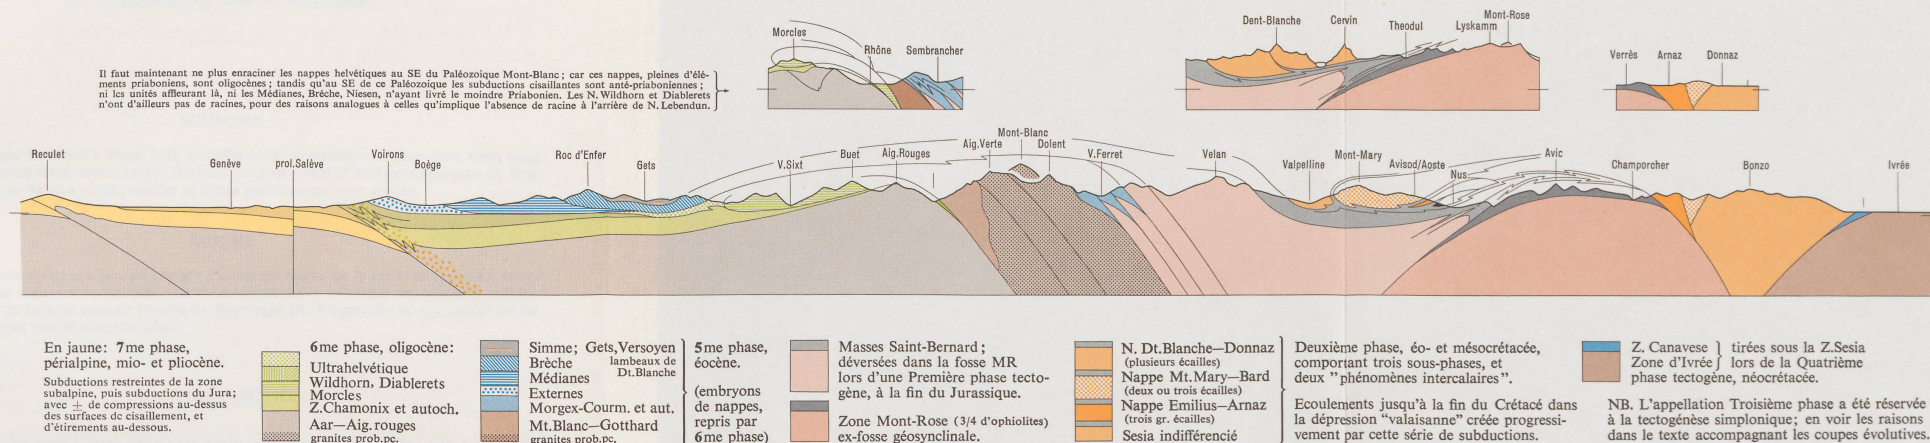 Morcles
Rhône
Sembrancher
Dent-Blanche
Cervin
Theodul
Lyskamm
Mont-Rose
Verrès
Arnaz
Donnaz
Il faut maintenant ne plus enraciner les nappes helvétiques au SE du Paléozoique Mont-Blanc; car ces nappes, pleines d'élé-
ments priaboniens, sont oligocènes; tandis qu'au SE de ce Paléozoique les subductions cisaillantes sont anté-priaboniennes;
ni les unités affleurant là, ni les Médianes, Brèche, Niesen, n'ayant livré le moindre Priabonien. Les N. Wildhorn et Diablerets
n'ont d'ailleurs pas de racines, pour des raisons analogues à celles qu'implique l'absence de racine à l'arrière de N. Lebendun.
Reculet
Genève
prol.Salève
Voirons
Boège
Roc d'Enfer
Gets
V.Sixt
Buet
Aig.Rouges
Aig.Verte
Mont-Blanc
Dolent
V.Ferret
Velan
Valpelline
Mont-Mary
Avisod/Aoste
Nus
Avic
Champorcher
Bonzo
Ivrée
En jaune: 7me phase,
périalpine, mio- et pliocène.
Subductions restreintes de la zone
subalpine, puis subductions du Jura;
avec ± de compressions au-dessus
des surfaces de cisaillement, et
d'étirements au-dessous.
6me phase, oligocène:
Ultrahelvétique
Wildhorn, Diablerets
Morcles
Z.Chamonix et autoch.
Aar—Aig.rouges
granites prob.pc.
Simme; Gets,Versoyen
Brèche
lambeaux de
Dt.Blanche
Médianes
Externes
Morgex-Courm. et aut.
Mt.Blanc—Gotthard
granites prob.pc.
5me phase,
éocène.
(embryons
de nappes,
repris par
6me phase)
Masses Saint-Bernard;
déversées dans la fosse MR
lors d'une Première phase tecto-
gène, à la fin du Jurassique.
Zone Mont-Rose (3/4 d'ophiolites)
ex-fosse géosynclinale.
N. Dt.Blanche—Donnaz
(plusieurs écailles)
Nappe Mt.Mary—Bard
(deux ou trois écailles)
Nappe Emilius—Arnaz
(trois gr. écailles)
Sesia indifférencié
Deuxième phase, éo- et mésocrétacée,
comportant trois sous-phases, et
deux "phénomènes intercalaires".
Ecoulements jusqu'à la fin du Crétacé dans
la dépression "valaisanne" créée progressi-
vement par cette série de subductions.
Z. Canavese
Zone d'Ivrée
tirées sous la Z.Sesia
lors de la Quatrième
phase tectogène, néocrétacée.
NB. L'appellation Troisième phase a été réservée
à la tectogénèse simplonique; en voir les raisons
dans le texte accompagnant les coupes évolutives.